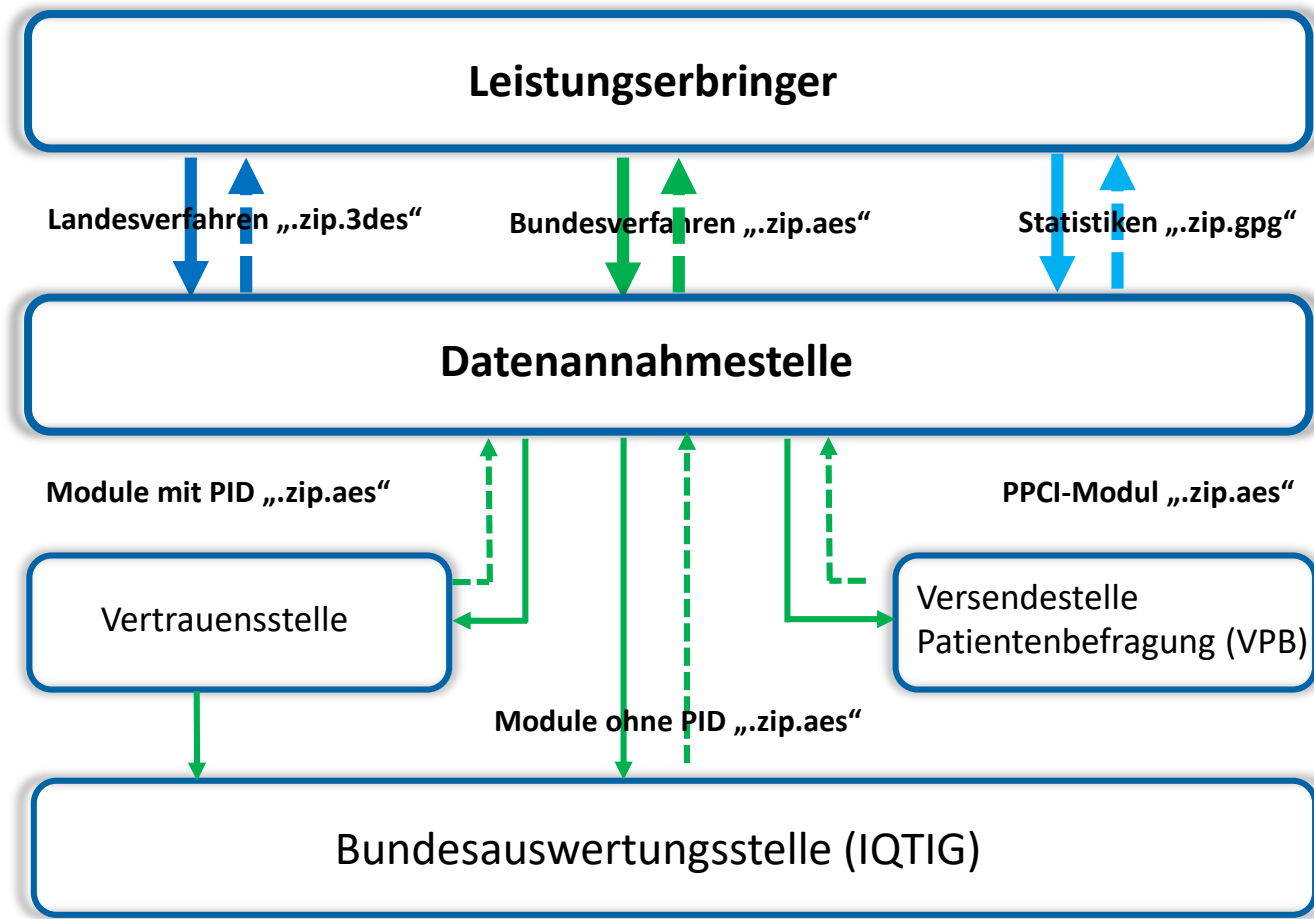 Leistungserbringer
Landesverfahren „.zip.3des“
Bundesverfahren „.zip.aes“
Statistiken „.zip.gpg“
Datenannahmestelle
Module mit PID „.zip.aes“
PPCI-Modul „.zip.aes“
Vertrauensstelle
Versendestelle
Patientenbefragung (VPB)
Module ohne PID „.zip.aes“
Bundesauswertungsstelle (IQTIG)